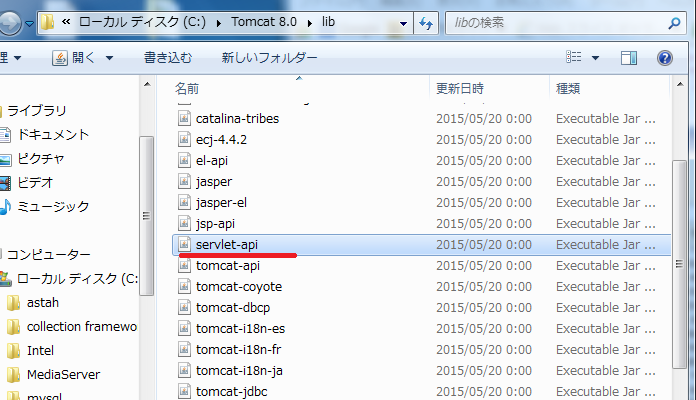 « ローカル ディスク (C:) ▸ Tomcat 8.0 ▸ lib
libの検索
理 ▼ 開く ▼ 書き込む 新しいフォルダー
名前 更新日時 種類
ライブラリ
ドキュメント
ピクチャ
ビデオ
ミュージック
コンピューター
ローカル ディスク (C:
astah
collection framewo
Intel
MediaServer
mysql
catalina-tribes 2015/05/20 0:00 Executable Jar ...
ecj-4.4.2 2015/05/20 0:00 Executable Jar ...
el-api 2015/05/20 0:00 Executable Jar ...
jasper 2015/05/20 0:00 Executable Jar ...
jasper-el 2015/05/20 0:00 Executable Jar ...
jsp-api 2015/05/20 0:00 Executable Jar ...
servlet-api 2015/05/20 0:00 Executable Jar ...
tomcat-api 2015/05/20 0:00 Executable Jar ...
tomcat-coyote 2015/05/20 0:00 Executable Jar ...
tomcat-dbcp 2015/05/20 0:00 Executable Jar ...
tomcat-i18n-es 2015/05/20 0:00 Executable Jar ...
tomcat-i18n-fr 2015/05/20 0:00 Executable Jar ...
tomcat-i18n-ja 2015/05/20 0:00 Executable Jar ...
tomcat-jdbc 2015/05/20 0:00 Executable Jar ...